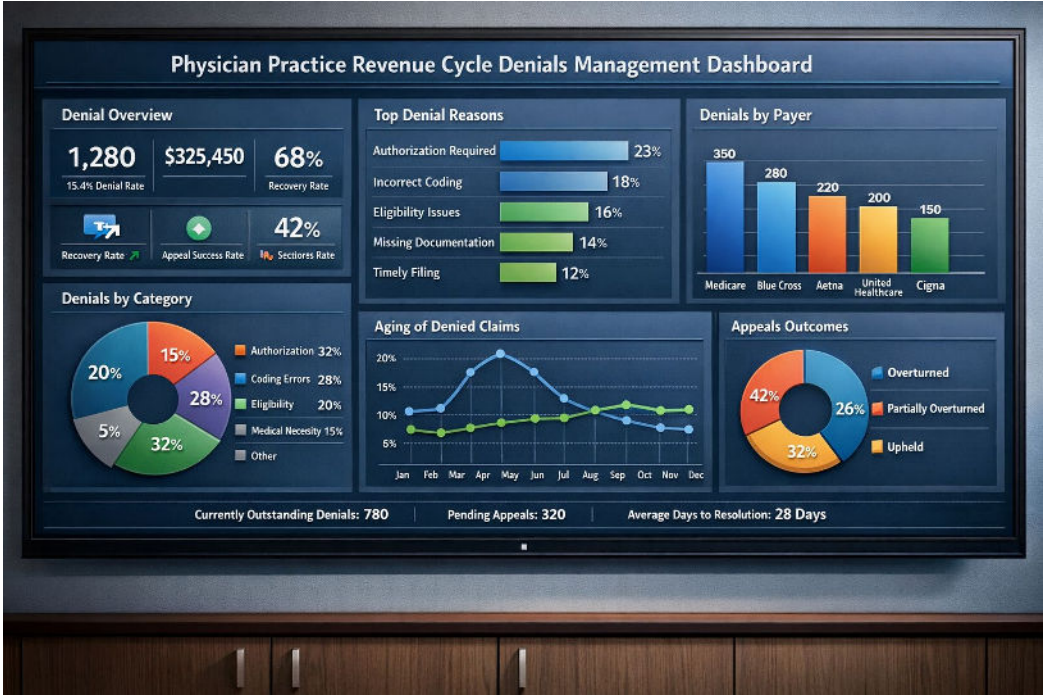 Physician Practice Revenue Cycle Denials Management Dashboard
Denial Overview
1,280
$325,450
68%
15.4% Denial Rate
Recovery Rate
42%
Recovery Rate
Appeal Success Rate
Sectiores Rate
Top Denial Reasons
Authorization Required 23%
Incorrect Coding 18%
Eligibility Issues 16%
Missing Documentation 14%
Timely Filing 12%
Denials by Payer
350
280
220
200
150
Medicare
Blue Cross
Aetna
United
Healthcare
Cigna
Denials by Category
15%
20%
28%
5%
32%
Authorization 32%
Coding Errors 28%
Eligibility 20%
Medical Necesity 15%
Other
Aging of Denied Claims
20%
15%
10%
5%
Jan Feb Mar Apr May Jun Jul Aug Sep Oct Nov Dec
Appeals Outcomes
42%
26%
32%
Overturned
Partially Overturned
Upheld
Currently Outstanding Denials: 780
Pending Appeals: 320
Average Days to Resolution: 28 Days